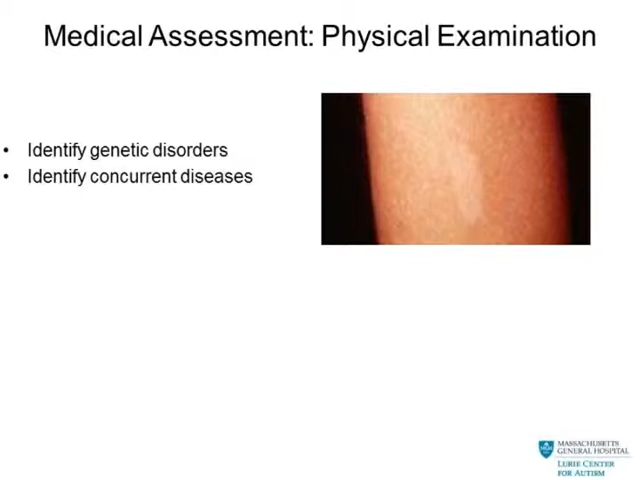 Medical Assessment: Physical Examination
• Identify genetic disorders
• Identify concurrent diseases
MASSACHUSETTS
GENERAL HOSPITAL
LURIE CENTER
FOR AUTISM